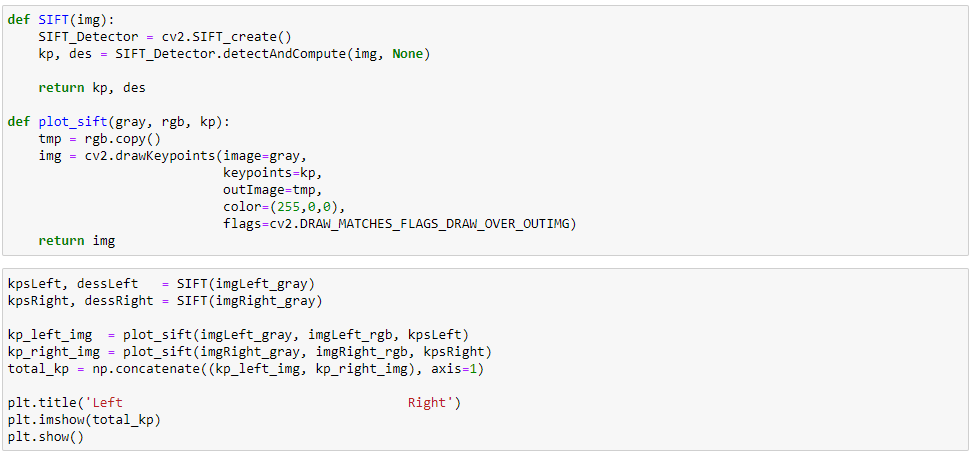 def SIFT(img):
    SIFT_Detector = cv2.SIFT_create()
    kp, des = SIFT_Detector.detectAndCompute(img, None)

    return kp, des

def plot_sift(gray, rgb, kp):
    tmp = rgb.copy()
    img = cv2.drawKeypoints(image=gray,
                            keypoints=kp,
                            outImage=tmp,
                            color=(255,0,0),
                            flags=cv2.DRAW_MATCHES_FLAGS_DRAW_OVER_OUTIMG)
    return img

kpsLeft, dessLeft   = SIFT(imgLeft_gray)
kpsRight, dessRight = SIFT(imgRight_gray)

kp_left_img  = plot_sift(imgLeft_gray, imgLeft_rgb, kpsLeft)
kp_right_img = plot_sift(imgRight_gray, imgRight_rgb, kpsRight)
total_kp = np.concatenate((kp_left_img, kp_right_img), axis=1)

plt.title('Left                                     Right')
plt.imshow(total_kp)
plt.show()